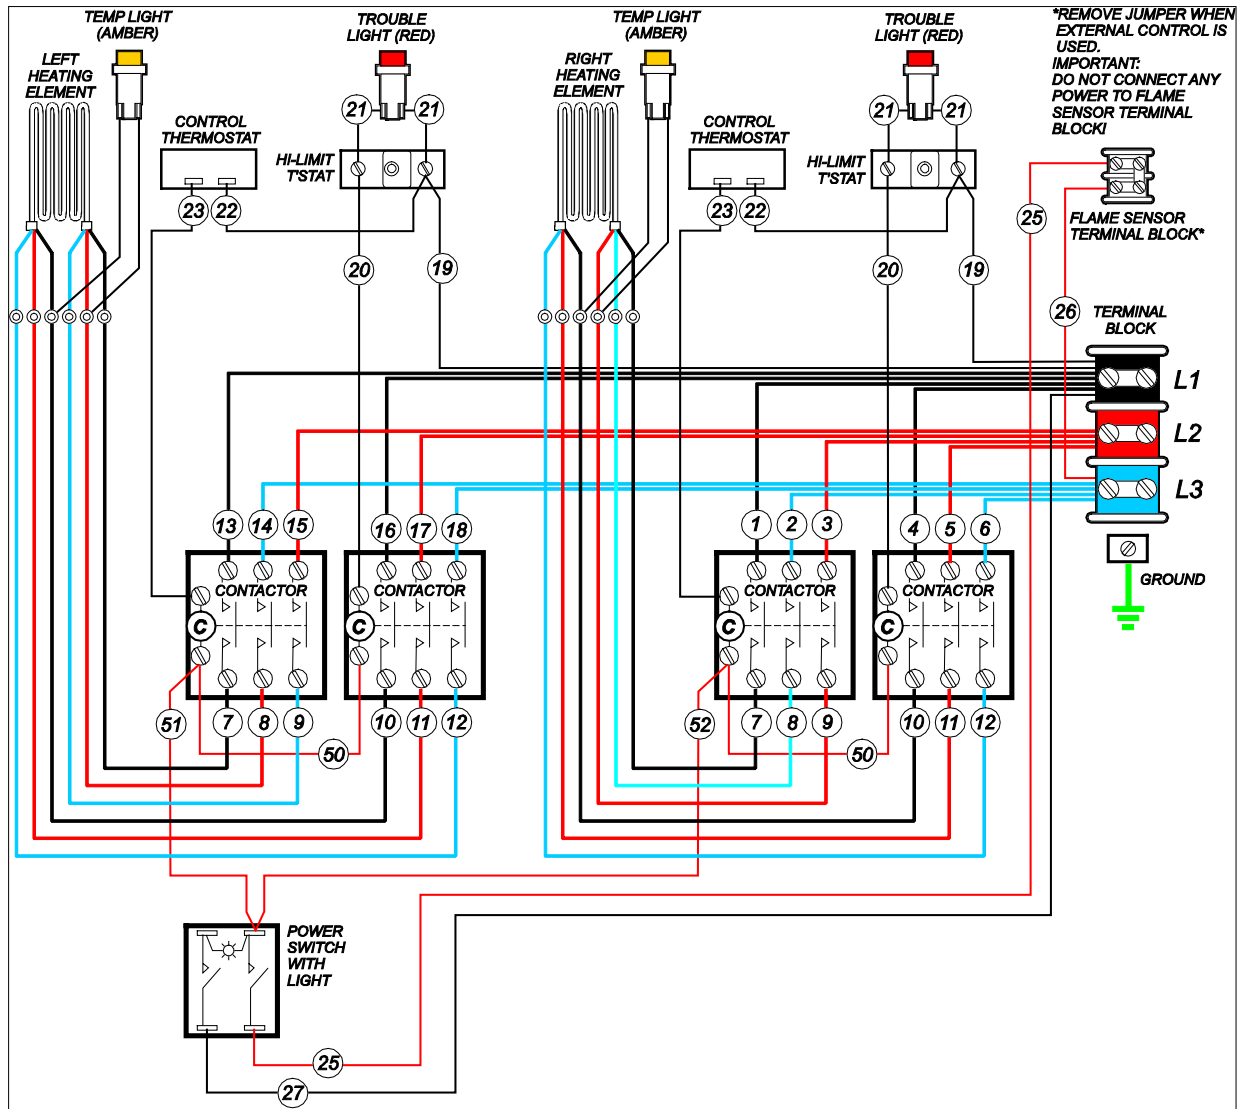 TEMP LIGHT
(AMBER)
TROUBLE
LIGHT (RED)
TEMP LIGHT
(AMBER)
TROUBLE
LIGHT (RED)
*REMOVE JUMPER WHEN
EXTERNAL CONTROL IS
USED.
IMPORTANT:
DO NOT CONNECT ANY
POWER TO FLAME
SENSOR TERMINAL
BLOCK!
LEFT
HEATING
ELEMENT
RIGHT
HEATING
ELEMENT
21
21
21
21
CONTROL
THERMOSTAT
HI-LIMIT
T'STAT
CONTROL
THERMOSTAT
HI-LIMIT
T'STAT
23
22
23
22
25
FLAME SENSOR
TERMINAL BLOCK*
20
19
20
19
26
TERMINAL
BLOCK
L1
L2
L3
13
14
15
16
17
18
1
2
3
4
5
6
GROUND
CONTACTOR
CONTACTOR
CONTACTOR
CONTACTOR
C
C
C
C
51
7
8
9
10
11
12
52
7
8
9
10
11
12
50
50
POWER
SWITCH
WITH
LIGHT
25
27